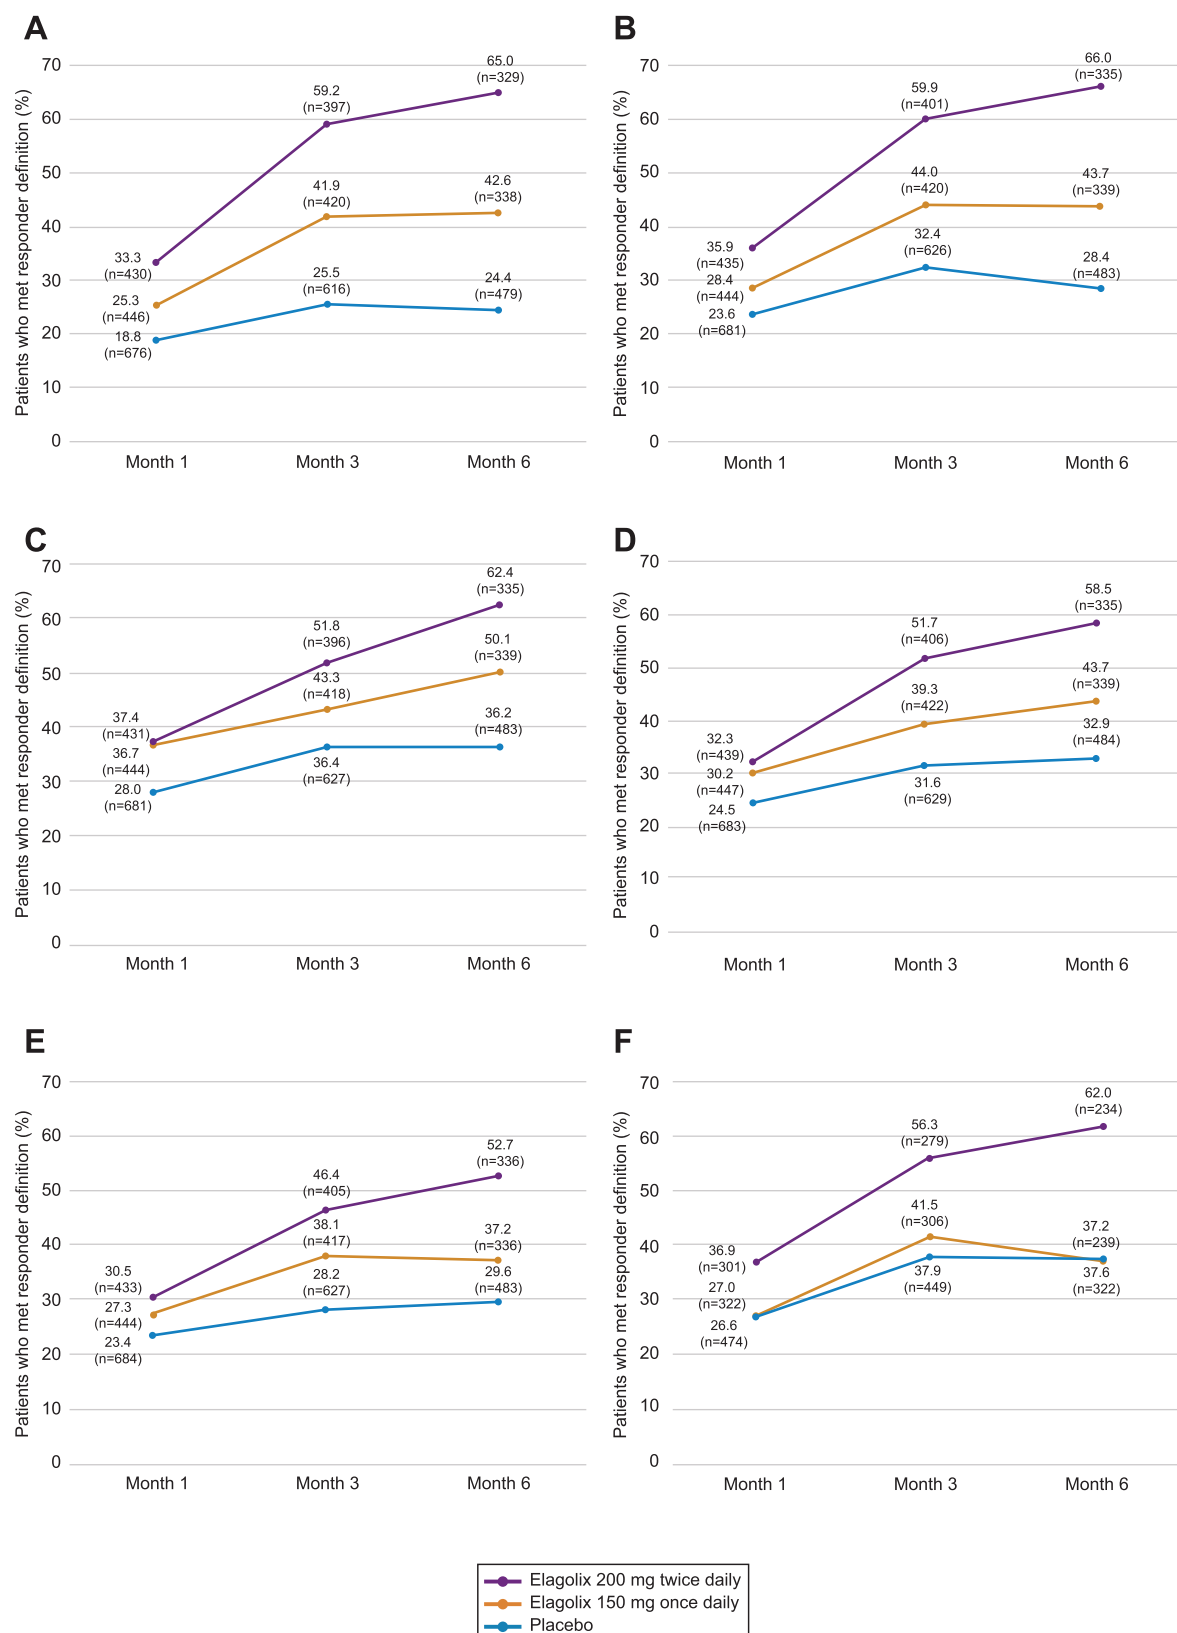 A
Patients who met responder definition (%)
70
60
50
40
30
20
10
0
65.0
(n=329)
59.2
(n=397)
42.6
(n=338)
41.9
(n=420)
33.3
(n=430)
25.3
(n=446)
25.5
(n=616)
24.4
(n=479)
18.8
(n=676)
Month 1
Month 3
Month 6
B
Patients who met responder definition (%)
70
60
50
40
30
20
10
0
66.0
(n=335)
59.9
(n=401)
44.0
(n=420)
43.7
(n=339)
35.9
(n=435)
32.4
(n=626)
28.4
(n=444)
28.4
(n=483)
23.6
(n=681)
Month 1
Month 3
Month 6
C
Patients who met responder definition (%)
70
60
50
40
30
20
10
0
62.4
(n=335)
51.8
(n=396)
50.1
(n=339)
43.3
(n=418)
37.4
(n=431)
36.7
(n=444)
36.2
(n=483)
36.4
(n=627)
28.0
(n=681)
Month 1
Month 3
Month 6
D
Patients who met responder definition (%)
70
60
50
40
30
20
10
0
58.5
(n=335)
51.7
(n=406)
43.7
(n=339)
39.3
(n=422)
32.3
(n=439)
32.9
(n=484)
30.2
(n=447)
31.6
(n=629)
24.5
(n=683)
Month 1
Month 3
Month 6
E
Patients who met responder definition (%)
70
60
50
40
30
20
10
0
52.7
(n=336)
46.4
(n=405)
38.1
(n=417)
37.2
(n=336)
30.5
(n=433)
27.3
(n=444)
28.2
(n=627)
29.6
(n=483)
23.4
(n=684)
Month 1
Month 3
Month 6
F
Patients who met responder definition (%)
70
60
50
40
30
20
10
0
62.0
(n=234)
56.3
(n=279)
41.5
(n=306)
37.2
(n=239)
36.9
(n=301)
27.0
(n=322)
37.9
(n=449)
37.6
(n=322)
26.6
(n=474)
Month 1
Month 3
Month 6
Elagolix 200 mg twice daily
Elagolix 150 mg once daily
Placebo